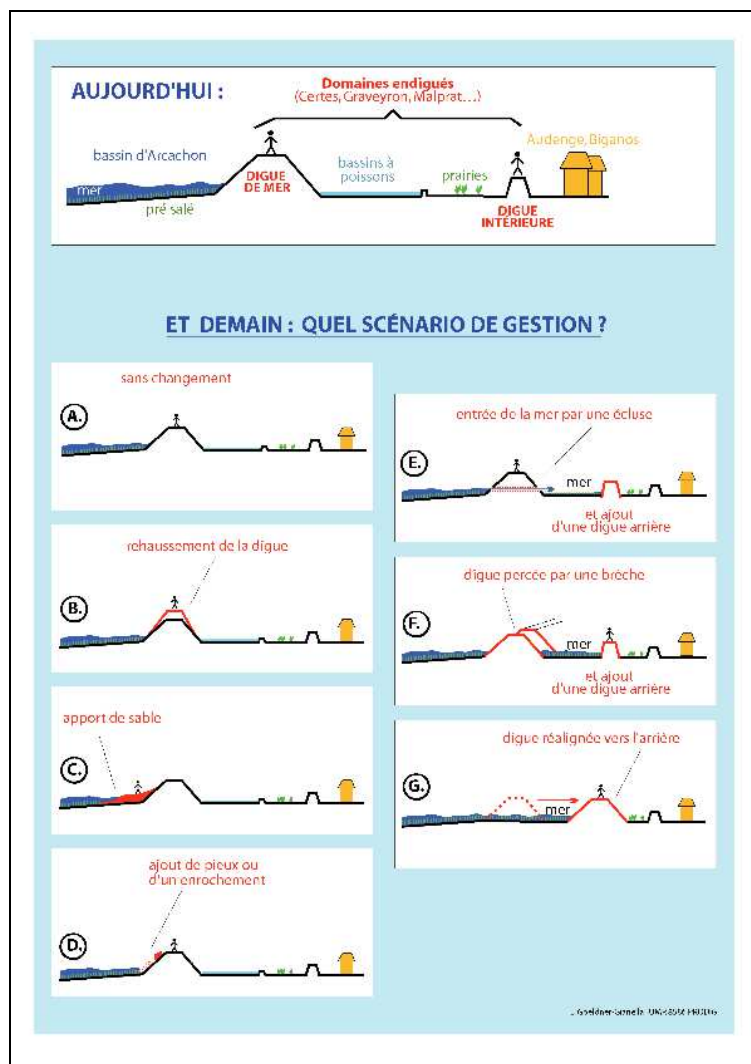 AUJOURD'HUI :
Domaines endigués
(Certes, Graveyron, Malprat…)
Audenge, Biganos
bassin d'Arcachon
bassins à
poissons
prairies
DIGUE
DE MER
mer
pré salé
DIGUE
INTÉRIEURE
ET DEMAIN : QUEL SCÉNARIO DE GESTION ?
sans changement
A.
rehaussement de la digue
B.
apport de sable
C.
ajout de pieux ou
d'un enrochement
D.
entrée de la mer par une écluse
E.
mer
et ajout
d'une digue arrière
digue percée par une brèche
F.
mer
et ajout
d'une digue arrière
digue réalignée vers l'arrière
G.
mer